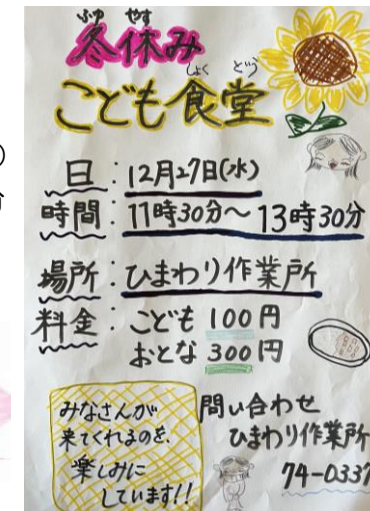 ふゆ やす
冬休み
しょく どう
こども食堂
日:12月27日(水)
時間:11時30分〜13時30分
場所:ひまわり作業所
料金:こども 100円
おとな 300円
みなさんが
来てくれるのを、
楽しみに
しています!!
問い合わせ
ひまわり作業所
74-0337
分